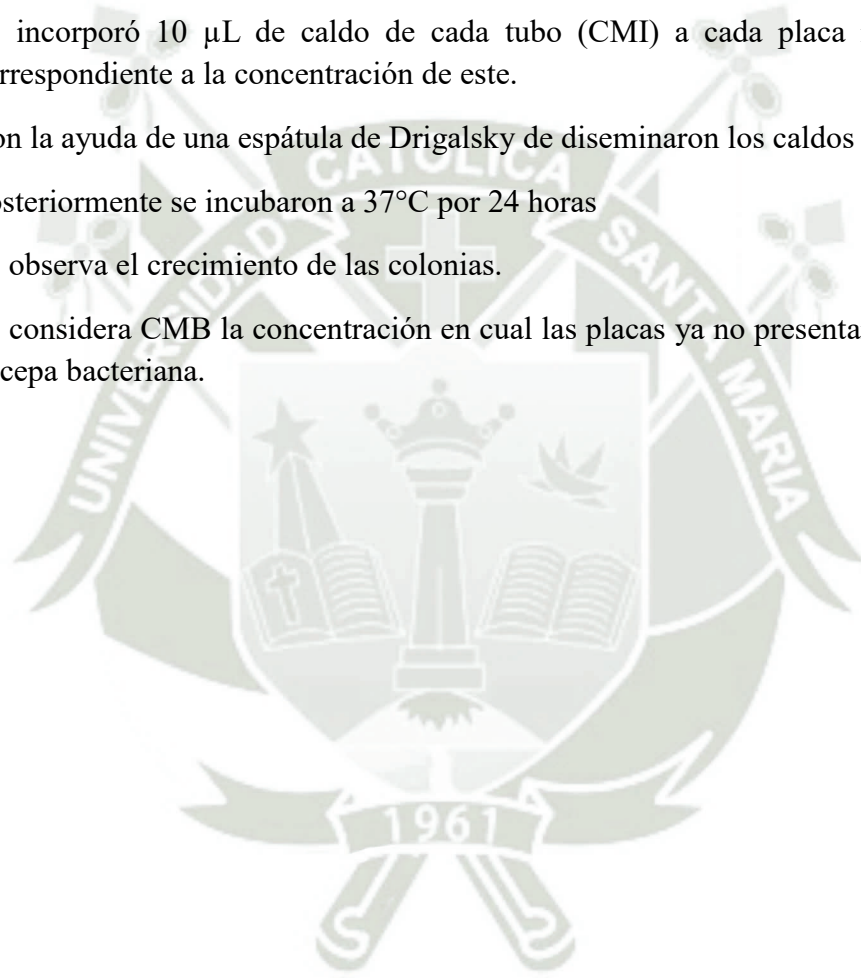 incorporó 10 µL de caldo de cada tubo (CMI) a cada placa
rrespondiente a la concentración de este.
on la ayuda de una espátula de Drigalsky de diseminaron los caldos
osteriormente se incubaron a 37°C por 24 horas
observa el crecimiento de las colonias.
considera CMB la concentración en cual las placas ya no presenta
cepa bacteriana.
UNIVERSIDAD CATOLICA SANTA MARIA
1961